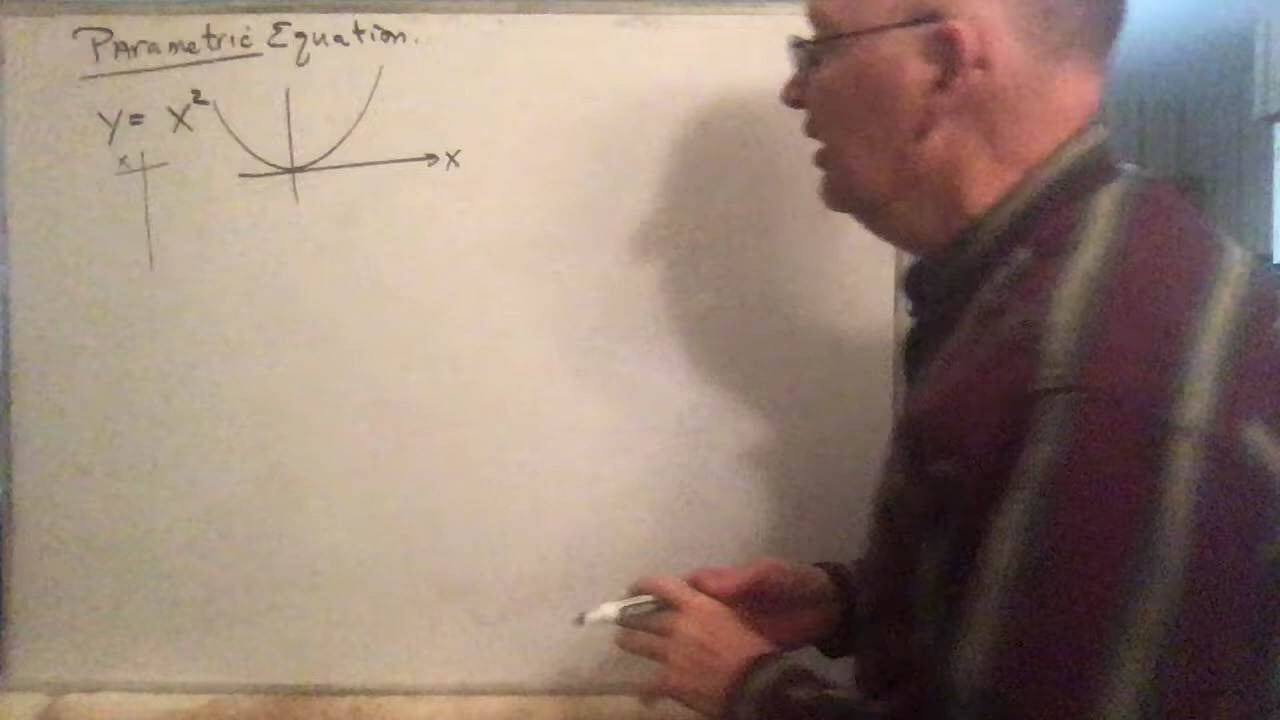 Parametric Equation.
y = x²
x
x